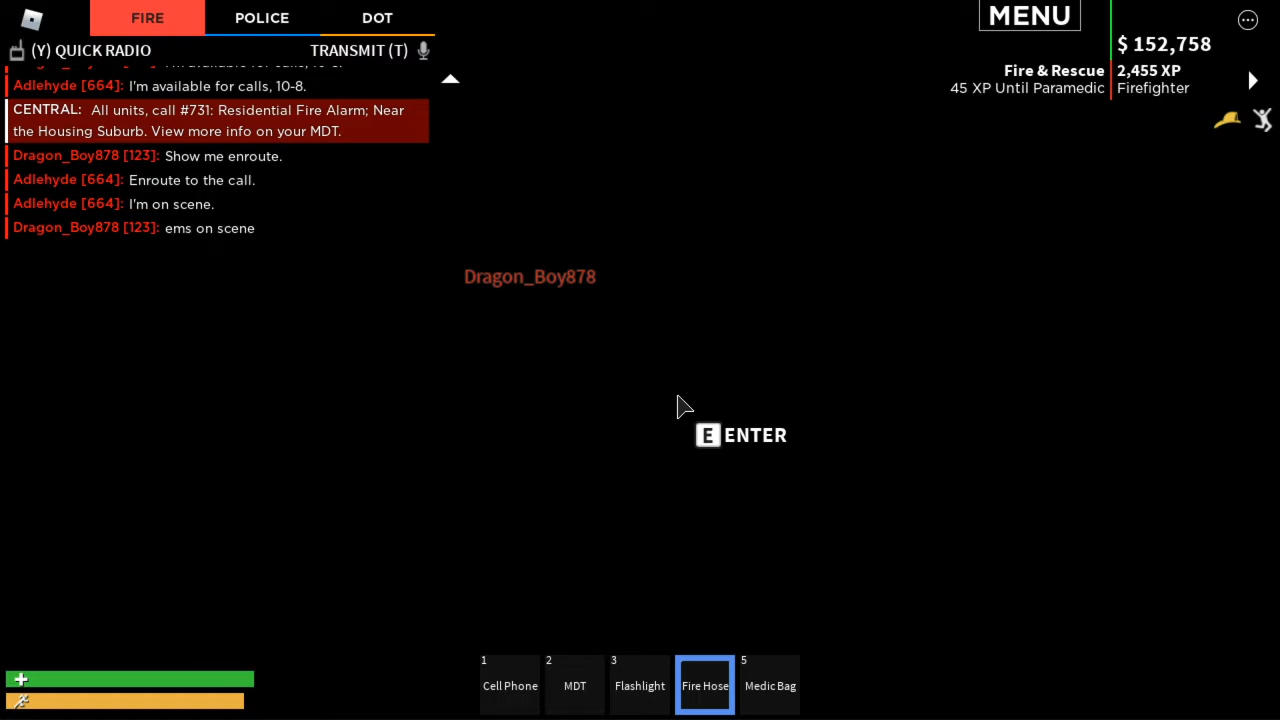 FIRE POLICE DOT
MENU
$ 152,758
(Y) QUICK RADIO TRANSMIT (T)
Fire & Rescue 2,455 XP
45 XP Until Paramedic Firefighter
Adlehyde [664]: I'm available for calls, 10-8.
CENTRAL: All units, call #731: Residential Fire Alarm; Near
the Housing Suburb. View more info on your MDT.
Dragon_Boy878 [123]: Show me enroute.
Adlehyde [664]: Enroute to the call.
Adlehyde [664]: I'm on scene.
Dragon_Boy878 [123]: ems on scene
Dragon_Boy878
E ENTER
1 2 3 5
Cell Phone MDT Flashlight Fire Hose Medic Bag